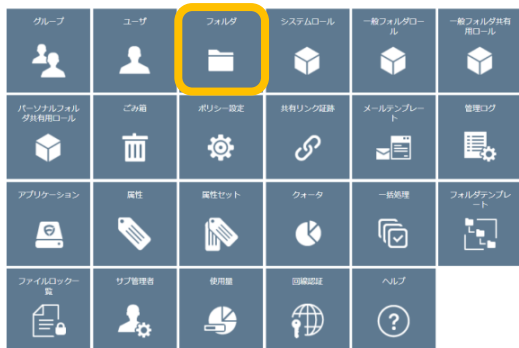 グループ
ユーザ
フォルダ
システムロール
一般フォルダロー
ル
一般フォルダ共有
用ロール
パーソナルフォル
ダ共有用ロール
ごみ箱
ポリシー設定
共有リンク証跡
メールテンプレー
ト
管理ログ
アプリケーション
属性
属性セット
クォータ
一括処理
フォルダテンプレ
ート
ファイルロック一
覧
サブ管理者
使用量
回線認証
ヘルプ